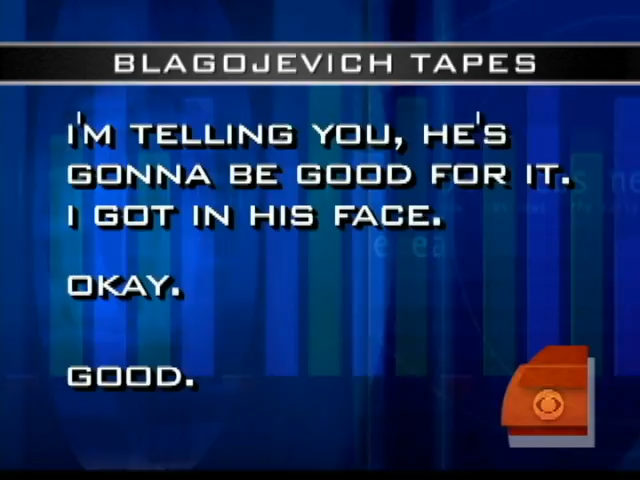 BLAGOJEVICH TAPES
I'M TELLING YOU, HE'S
GONNA BE GOOD FOR IT.
I GOT IN HIS FACE.
OKAY.
GOOD.